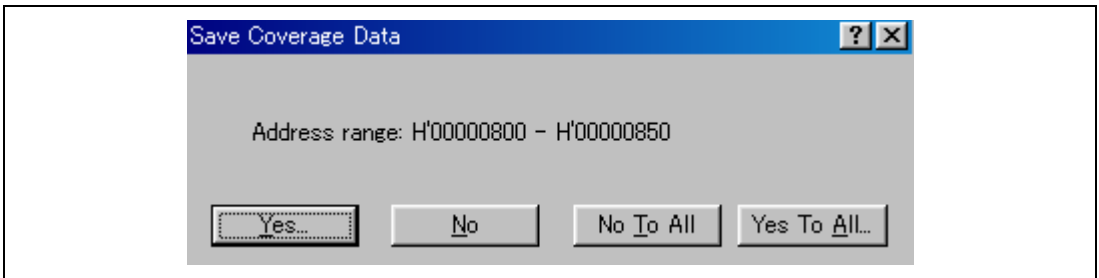 Save Coverage Data
Address range: H'00000800 - H'00000850
Yes... No No To All Yes To All...